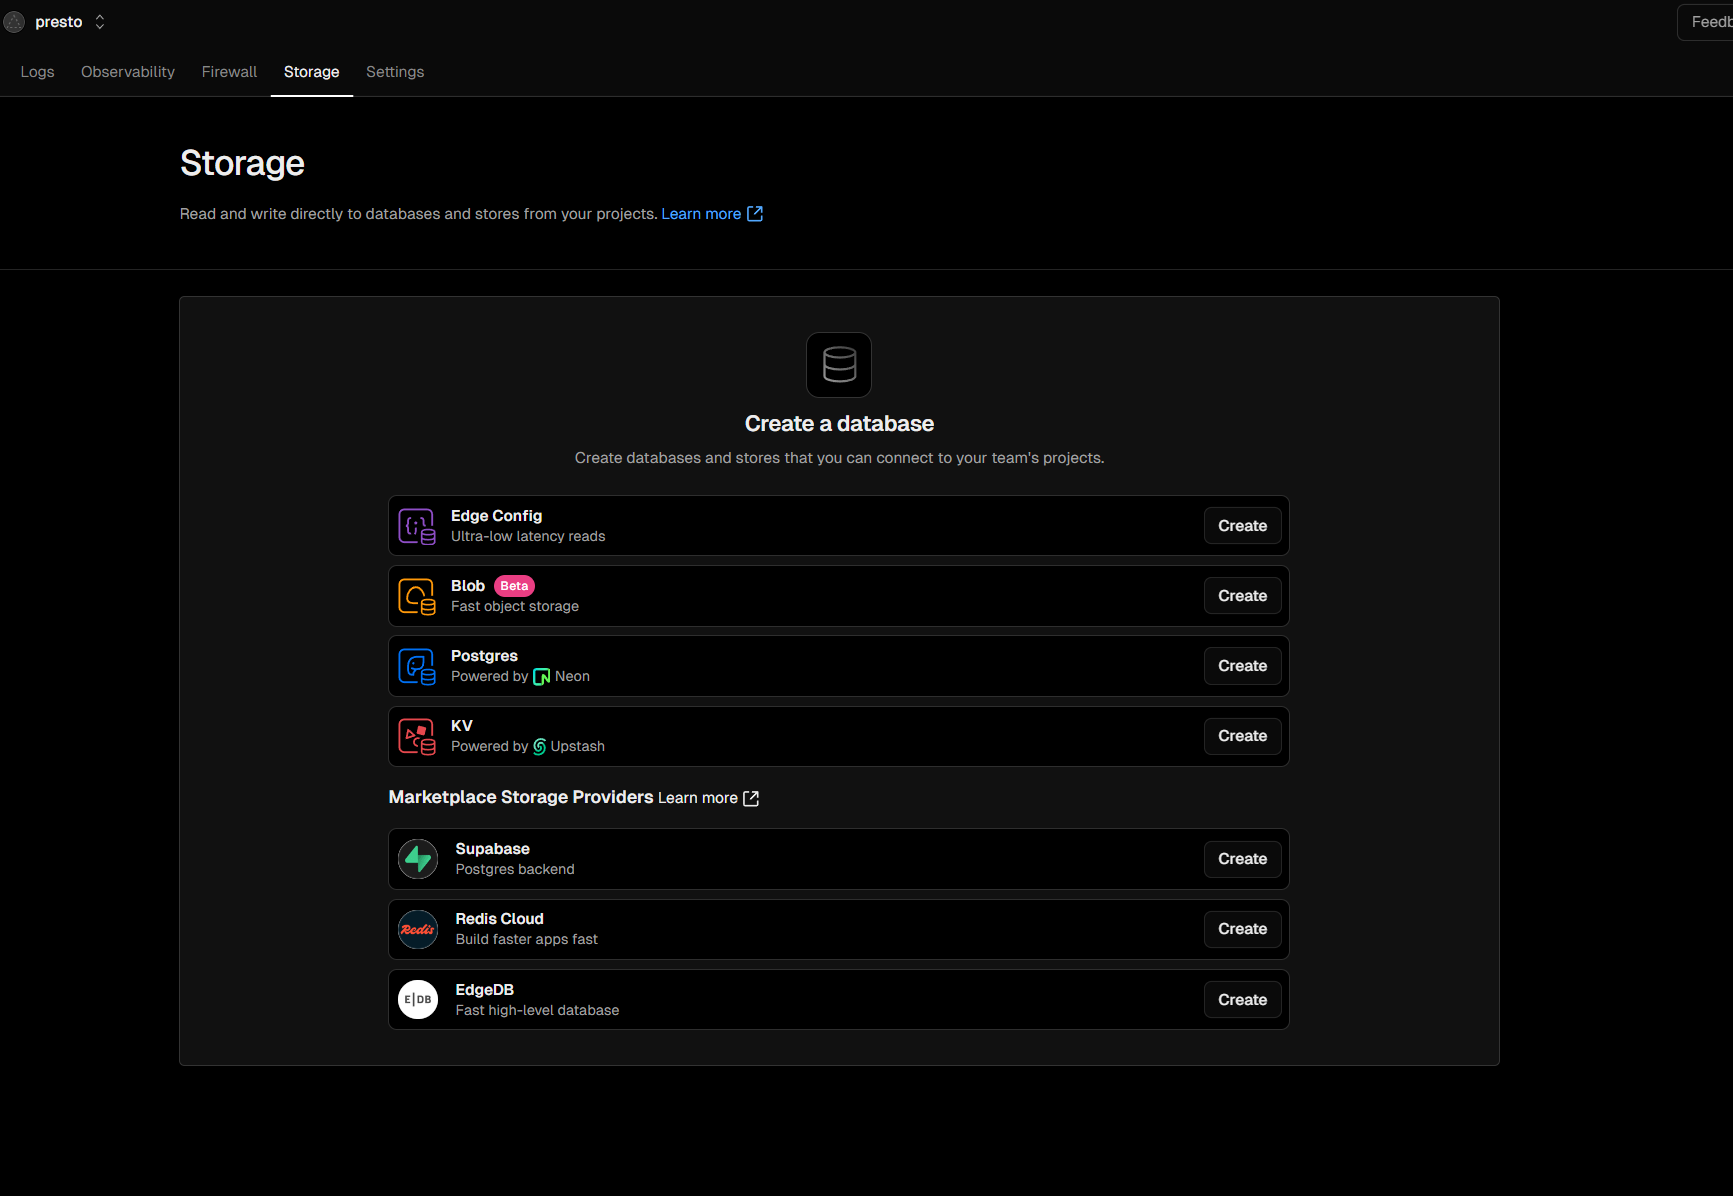 presto
Feedb
Logs Observability Firewall Storage Settings
Storage
Read and write directly to databases and stores from your projects. Learn more
Create a database
Create databases and stores that you can connect to your team's projects.
Edge Config
Ultra-low latency reads
Create
Blob Beta
Fast object storage
Create
Postgres
Powered by Neon
Create
KV
Powered by Upstash
Create
Marketplace Storage Providers Learn more
Supabase
Postgres backend
Create
Redis
Redis Cloud
Build faster apps fast
Create
E|DB
EdgeDB
Fast high-level database
Create